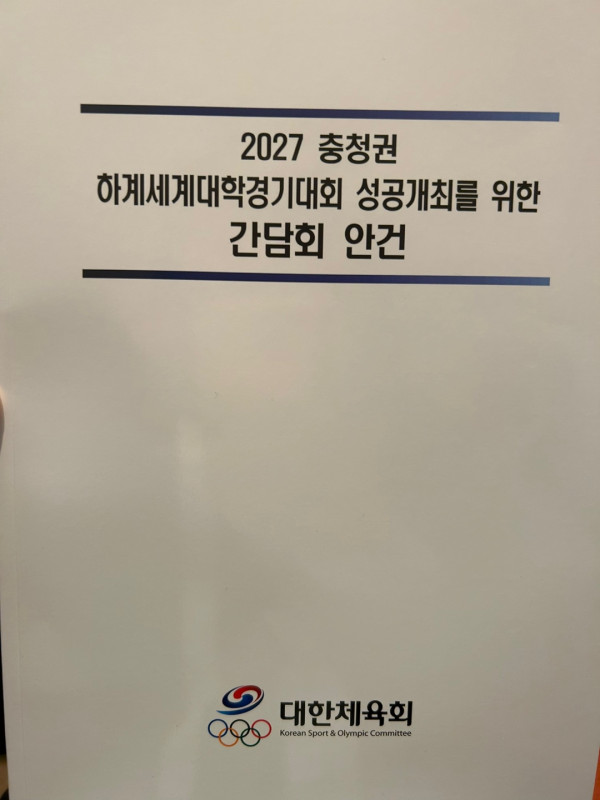 2027 충청권
하계세계대학경기대회 성공개최를 위한
간담회 안건
대한체육회
Korean Sport & Olympic Committee